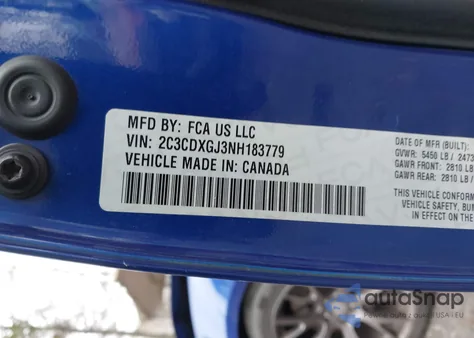 MFD BY: FCA US LLC
VIN: 2C3CDXGJ3NH183779
VEHICLE MADE IN: CANADA
DATE OF MFR (BUILT):
GVWR: 5450 LB / 2473
GAWR FRONT: 2810 LB
GAWR REAR: 2810 LB /
THIS VEHICLE CONFORM
VEHICLE SAFETY, BUM
IN EFFECT ON THE
autoSnap